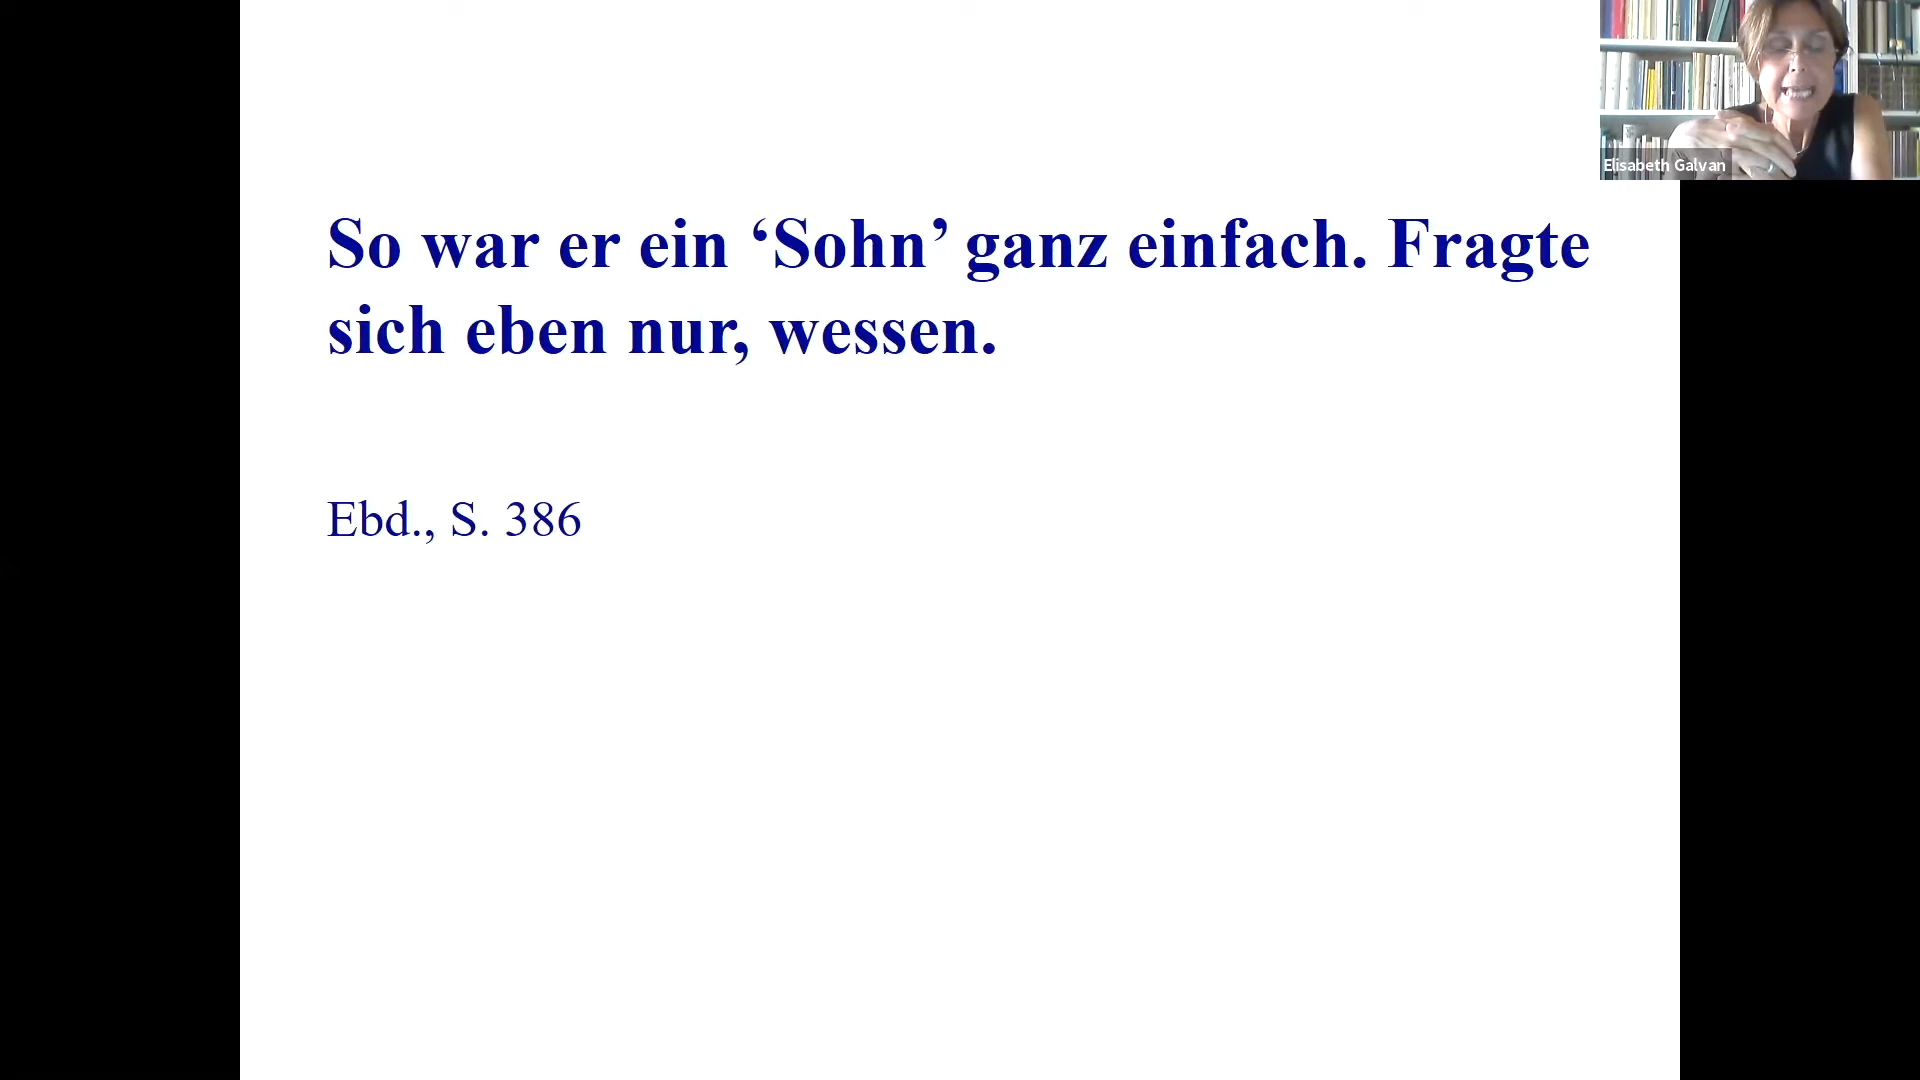 Elisabeth Galvan
So war er ein ‘Sohn’ ganz einfach. Fragte
sich eben nur, wessen.
Ebd., S. 386